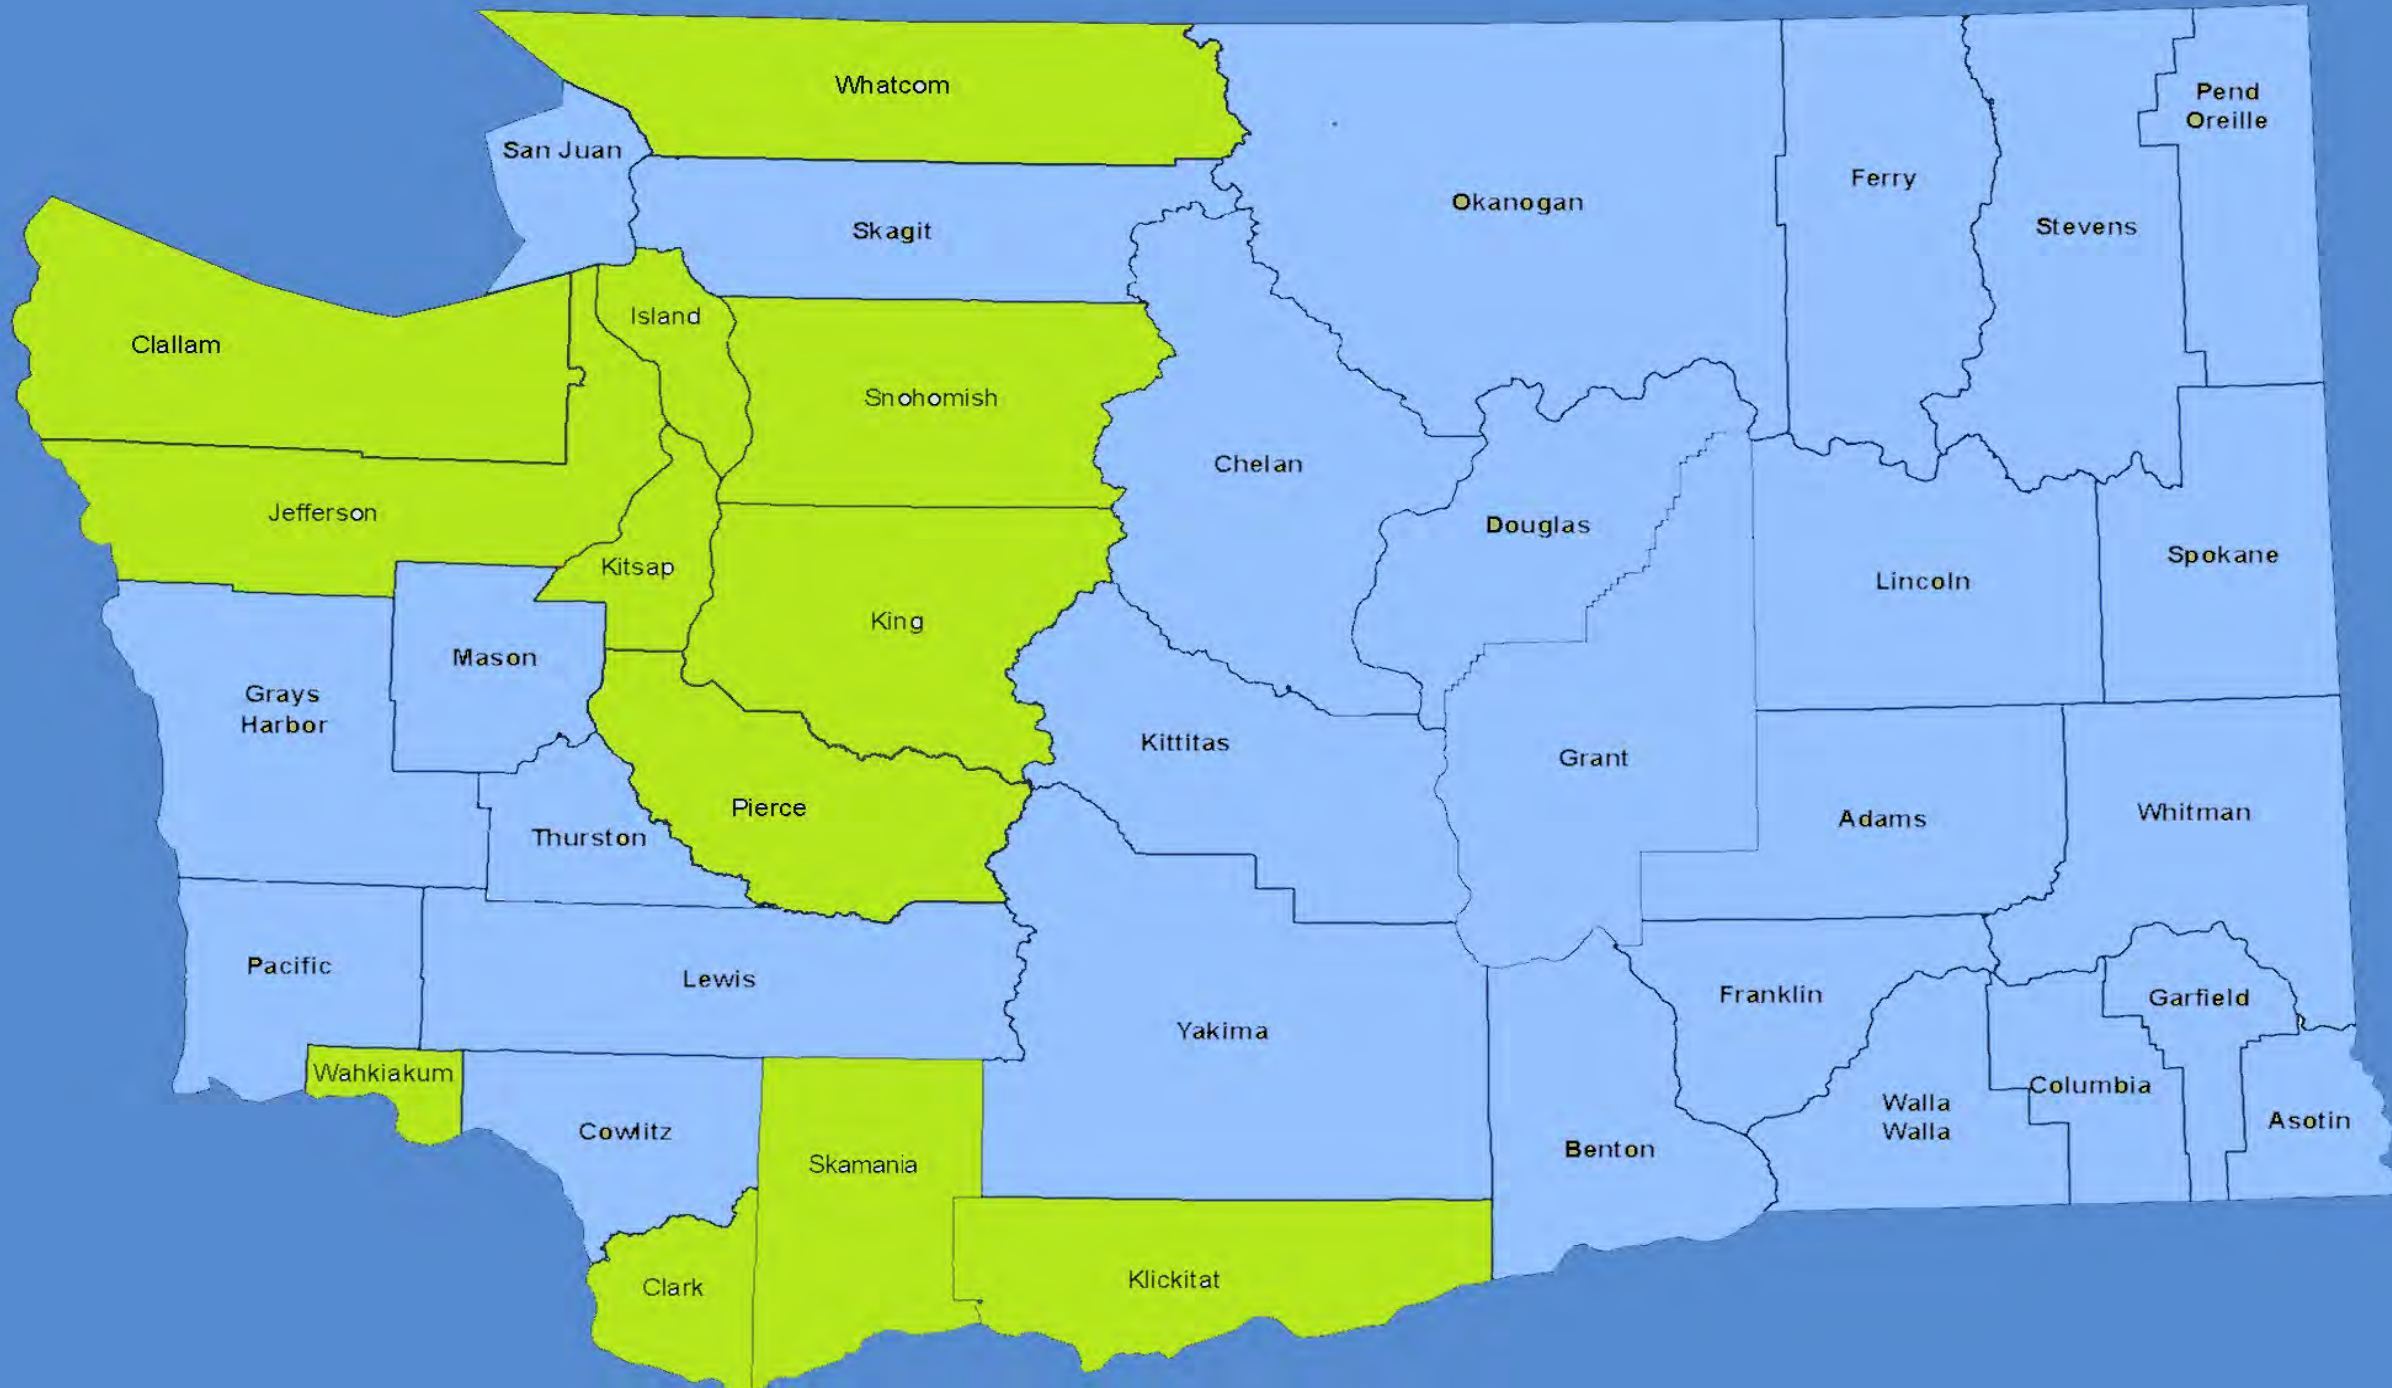 Whatcom
Pend
Oreille
San Juan
Ferry
Okanogan
Stevens
Skagit
Island
Clallam
Snohomish
Chelan
Jefferson
Douglas
Spokane
Kitsap
Lincoln
King
Mason
Grays
Harbor
Kittitas
Grant
Pierce
Whitman
Adams
Thurston
Pacific
Lewis
Franklin
Garfield
Yakima
Wahkiakum
Columbia
Walla
Walla
Asotin
Cowlitz
Benton
Skamania
Klickitat
Clark